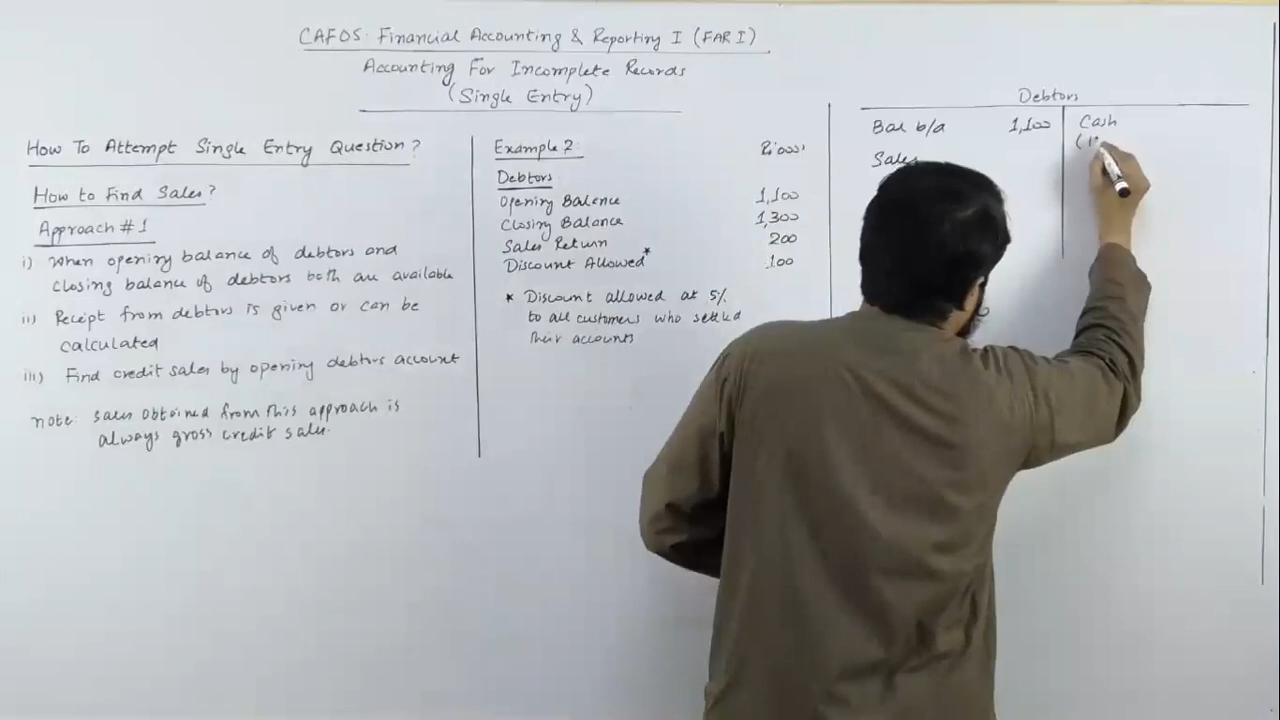 CAF05: Financial Accounting & Reporting I (FAR I)
Accounting For Incomplete Records
(Single Entry)
How To Attempt Single Entry Question?
How to Find Sales?
Approach # 1
i) When opening balance of debtors and
closing balance of debtors both are available
ii) Receipt from debtors is given or can be
calculated
iii) Find credit sales by opening debtors account
note: Sales obtained from this approach is
always gross credit sales.
Example 2
Rs.'000'
Debtors
Opening Balance 1,100
Closing Balance 1,300
Sales Return 200
Discount Allowed* 100
* Discount allowed at 5%
to all customers who settled
their accounts
Debtors
Bal b/d 1,100 Cash
Sales